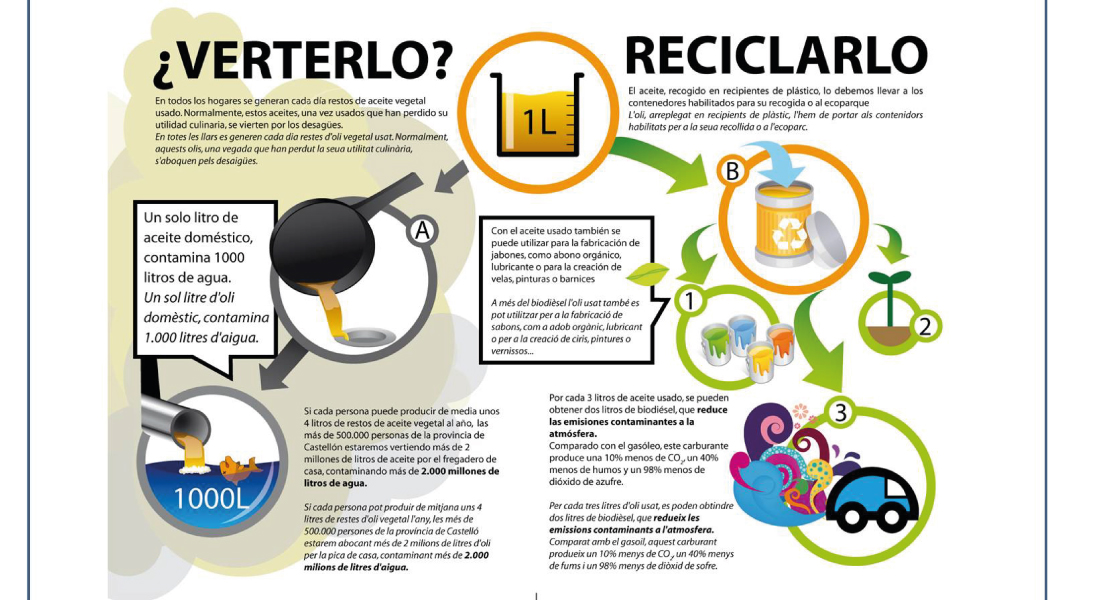 ¿VERTERLO?
En todos los hogares se generan cada día restos de aceite vegetal
usado. Normalmente, estos aceites, una vez usados que han perdido su
utilidad culinaria, se vierten por los desagües.
En totes les llars es generen cada dia restes d'oli vegetal usat. Normalment,
aquests olis, una vegada que han perdut la seua utilitat culinària,
s'aboquen pels desaigües.
1L
RECICLARLO
El aceite, recogido en recipientes de plástico, lo debemos llevar a los
contenedores habilitados para su recogida o al ecoparque
L'oli, arreplegat en recipients de plàstic, l'hem de portar als contenidors
habilitats per a la seua recollida o a l'ecoparc.
B
A
Un solo litro de
aceite doméstico,
contamina 1000
litros de agua.
Un sol litre d'oli
domèstic, contamina
1.000 litres d'aigua.
Con el aceite usado también se
puede utilizar para la fabricación de
jabones, como abono orgánico,
lubricante o para la creación de
velas, pinturas o barnices
A més del biodièsel l'oli usat també es
pot utilitzar per a la fabricació de
sabons, com a adob orgànic, lubricant
o per a la creació de ciris, pintures o
vernissos...
1
2
3
1000L
Si cada persona puede producir de media unos
4 litros de restos de aceite vegetal al año, las
más de 500.000 personas de la provincia de
Castellón estaremos vertiendo más de 2
millones de litros de aceite por el fregadero de
casa, contaminando más de 2.000 millones de
litros de agua.
Si cada persona pot produir de mitjana uns 4
litres de restes d'oli vegetal l'any, les més de
500.000 persones de la província de Castelló
estarem abocant més de 2 milions de litres d'oli
per la pica de casa, contaminant més de 2.000
milions de litres d'aigua.
Por cada 3 litros de aceite usado, se pueden
obtener dos litros de biodiésel, que reduce
las emisiones contaminantes a la
atmósfera.
Comparado con el gasóleo, este carburante
produce una 10% menos de CO2, un 40%
menos de humos y un 98% menos de
dióxido de azufre.
Per cada tres litres d'oli usat, es poden obtindre
dos litres de biodièsel, que redueix les
emissions contaminants a l'atmosfera.
Comparat amb el gasoil, aquest carburant
produeix un 10% menys de CO2, un 40% menys
de fums i un 98% menys de diòxid de sofre.